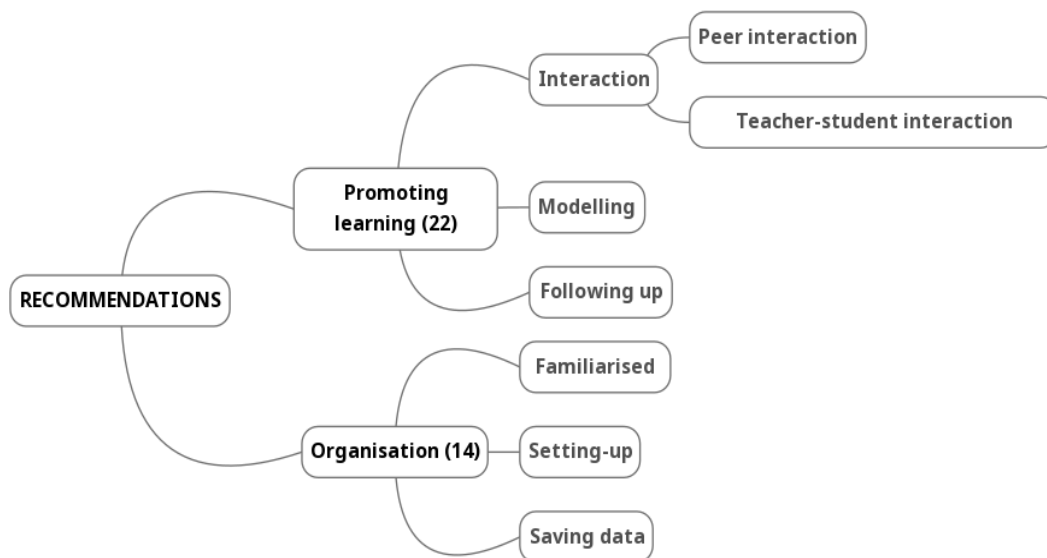 Peer interaction
Interaction
Teacher-student interaction
Promoting
learning (22)
Modelling
Following up
RECOMMENDATIONS
Familiarised
Organisation (14)
Setting-up
Saving data